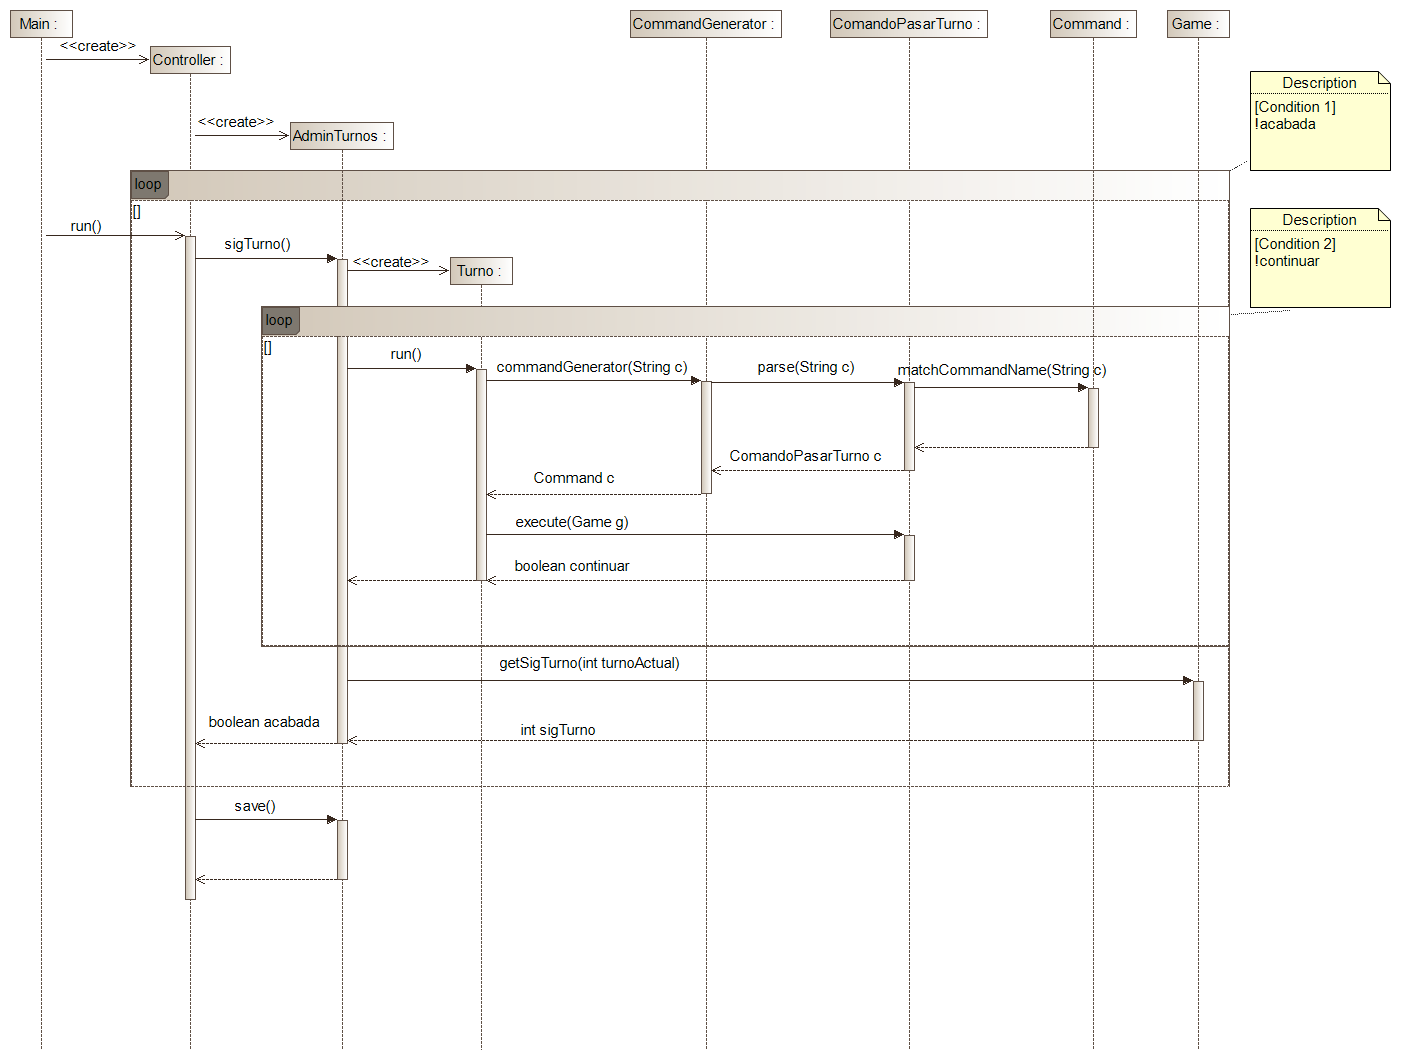 Main :
CommandGenerator :
ComandoPasarTurno :
Command :
Game :
<<create>>
Controller :
Description
[Condition 1]
!acabada
<<create>>
AdminTurnos :
loop
[]
run()
Description
[Condition 2]
!continuar
sigTurno()
<<create>>
Turno :
loop
[]
run()
commandGenerator(String c)
parse(String c)
matchCommandName(String c)
ComandoPasarTurno c
Command c
execute(Game g)
boolean continuar
getSigTurno(int turnoActual)
boolean acabada
int sigTurno
save()